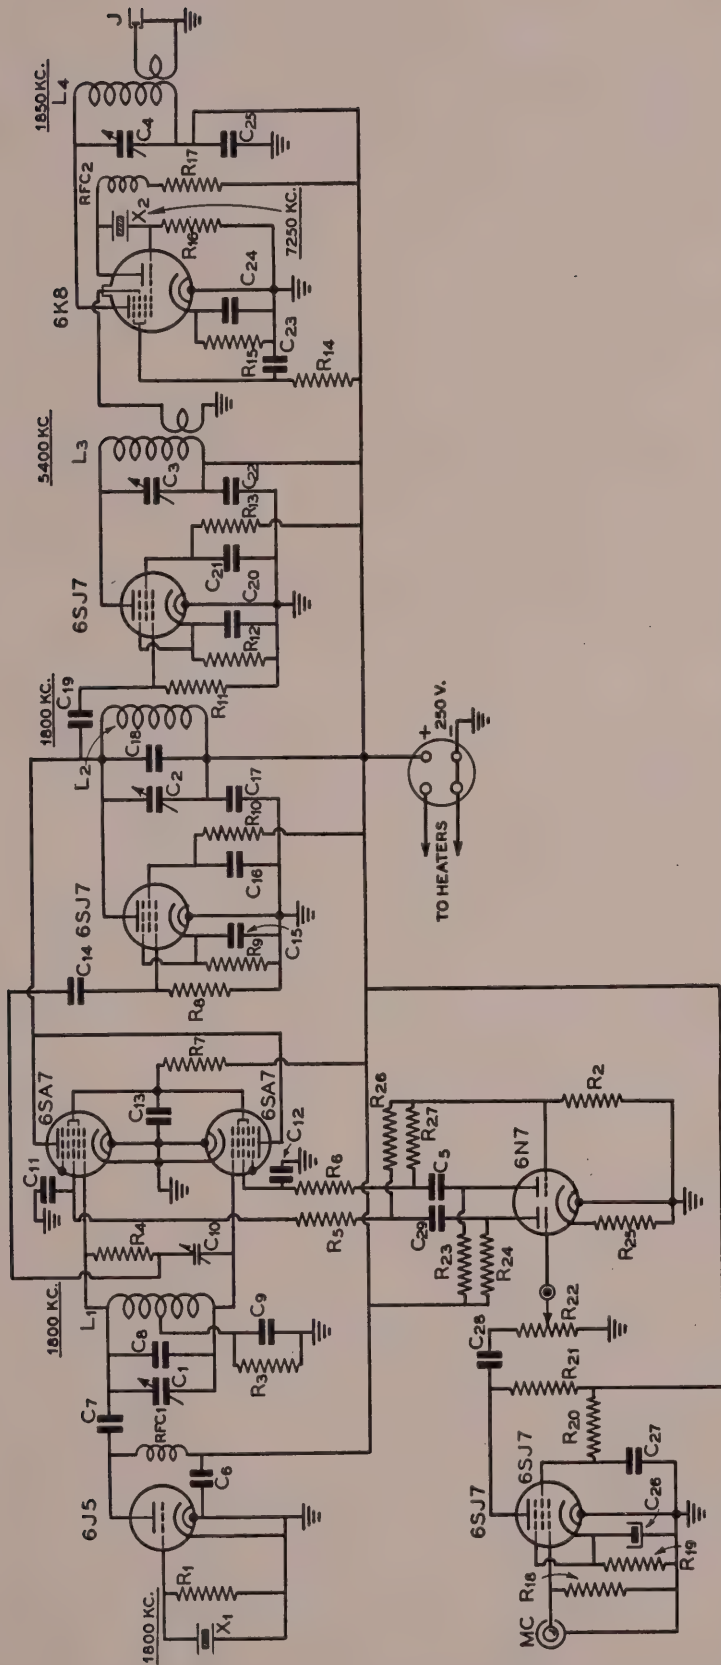 1800 KC.
X1
R1
6J5
C6
RFC1
C7
C1
C8
L1
1800 KC.
R3
C9
R4
C10
C11
6SA7
C13
R7
6SA7
C12
R5
R6
C14
6SJ7
R8
R9
C15
C16
R10
C17
C2
C18
L2
1800 KC.
C19
R11
6SJ7
R12
C20
C21
R13
C22
C3
L3
5400 KC
6K8
R14
R15
C23
C24
R16
X2
7250 KC.
RFC2
R17
C25
C4
L4
1850 KC.
J
TO HEATERS
+
250 V.
-
MC
R18
R19
6SJ7
6SJ7
C26
C27
R20
R21
C28
R22
R23
R24
C29
C5
R25
6N7
R2
R26
R27